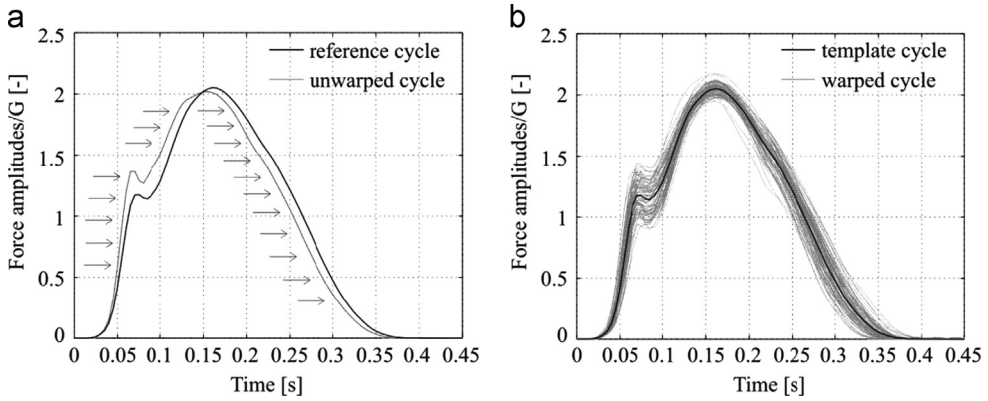 a
2.5
2
1.5
1
0.5
0
Force amplitudes/G [-]
reference cycle
unwarped cycle
0 0.05 0.1 0.15 0.2 0.25 0.3 0.35 0.4 0.45
Time [s]
b
2.5
2
1.5
1
0.5
0
Force amplitudes/G [-]
template cycle
warped cycle
0 0.05 0.1 0.15 0.2 0.25 0.3 0.35 0.4 0.45
Time [s]